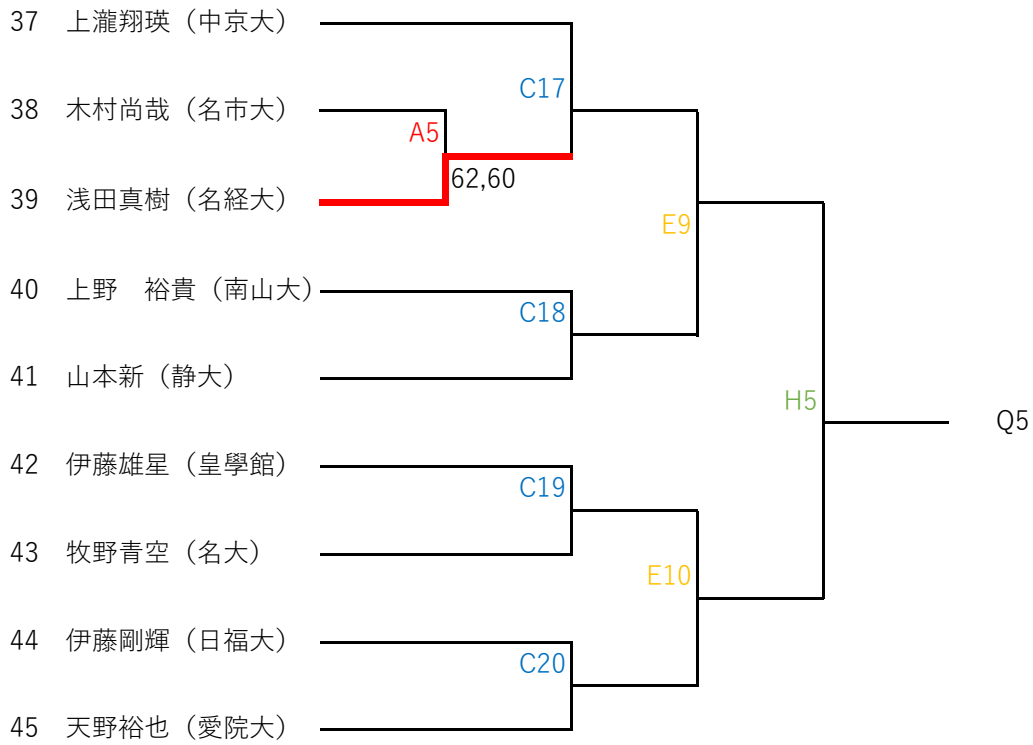 37 上瀧翔瑛（中京大）
C17
38 木村尚哉（名市大）
A5
62,60
39 浅田真樹（名経大）
E9
40 上野　裕貴（南山大）
C18
41 山本新（静大）
H5
Q5
42 伊藤雄星（皇學館）
C19
43 牧野青空（名大）
E10
44 伊藤剛輝（日福大）
C20
45 天野裕也（愛院大）